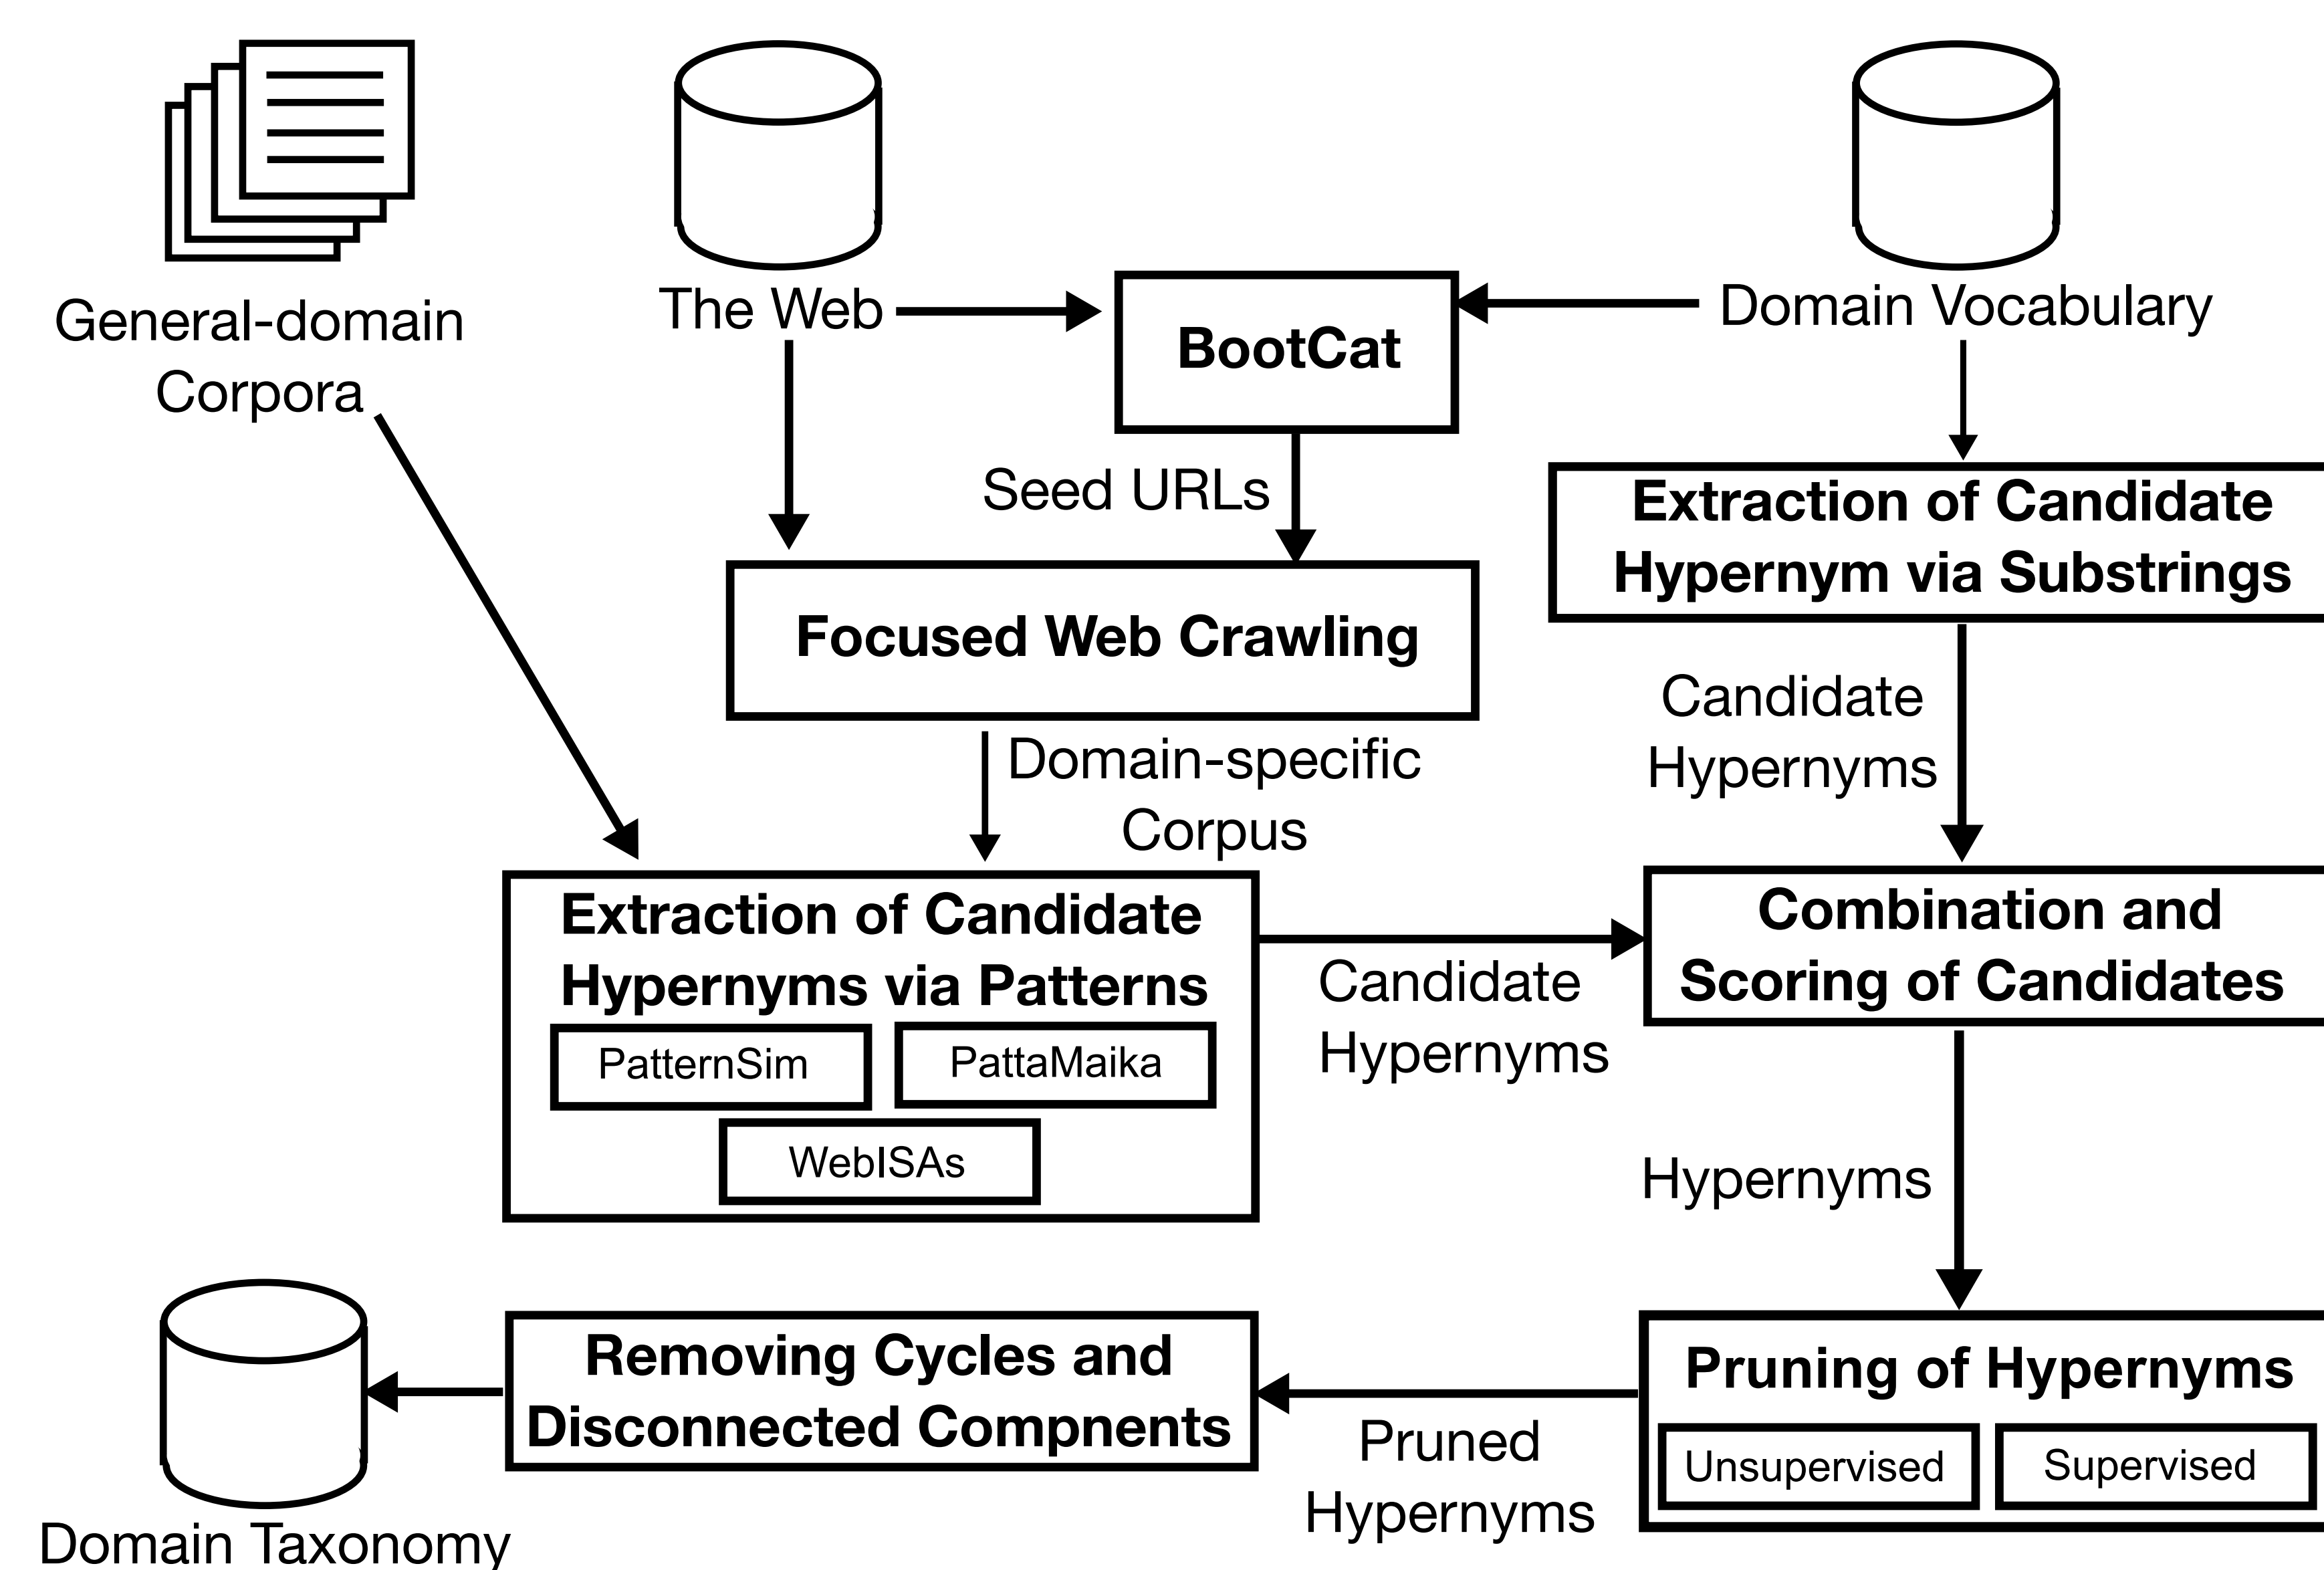 General-domain
Corpora
The Web
BootCat
Domain Vocabulary
Seed URLs
Extraction of Candidate
Hypernym via Substrings
Focused Web Crawling
Candidate
Hypernyms
Domain-specific
Corpus
Extraction of Candidate
Hypernyms via Patterns
PatternSim
PattaMaika
WebISAs
Candidate
Hypernyms
Combination and
Scoring of Candidates
Hypernyms
Pruning of Hypernyms
Unsupervised
Supervised
Pruned
Hypernyms
Removing Cycles and
Disconnected Compnents
Domain Taxonomy